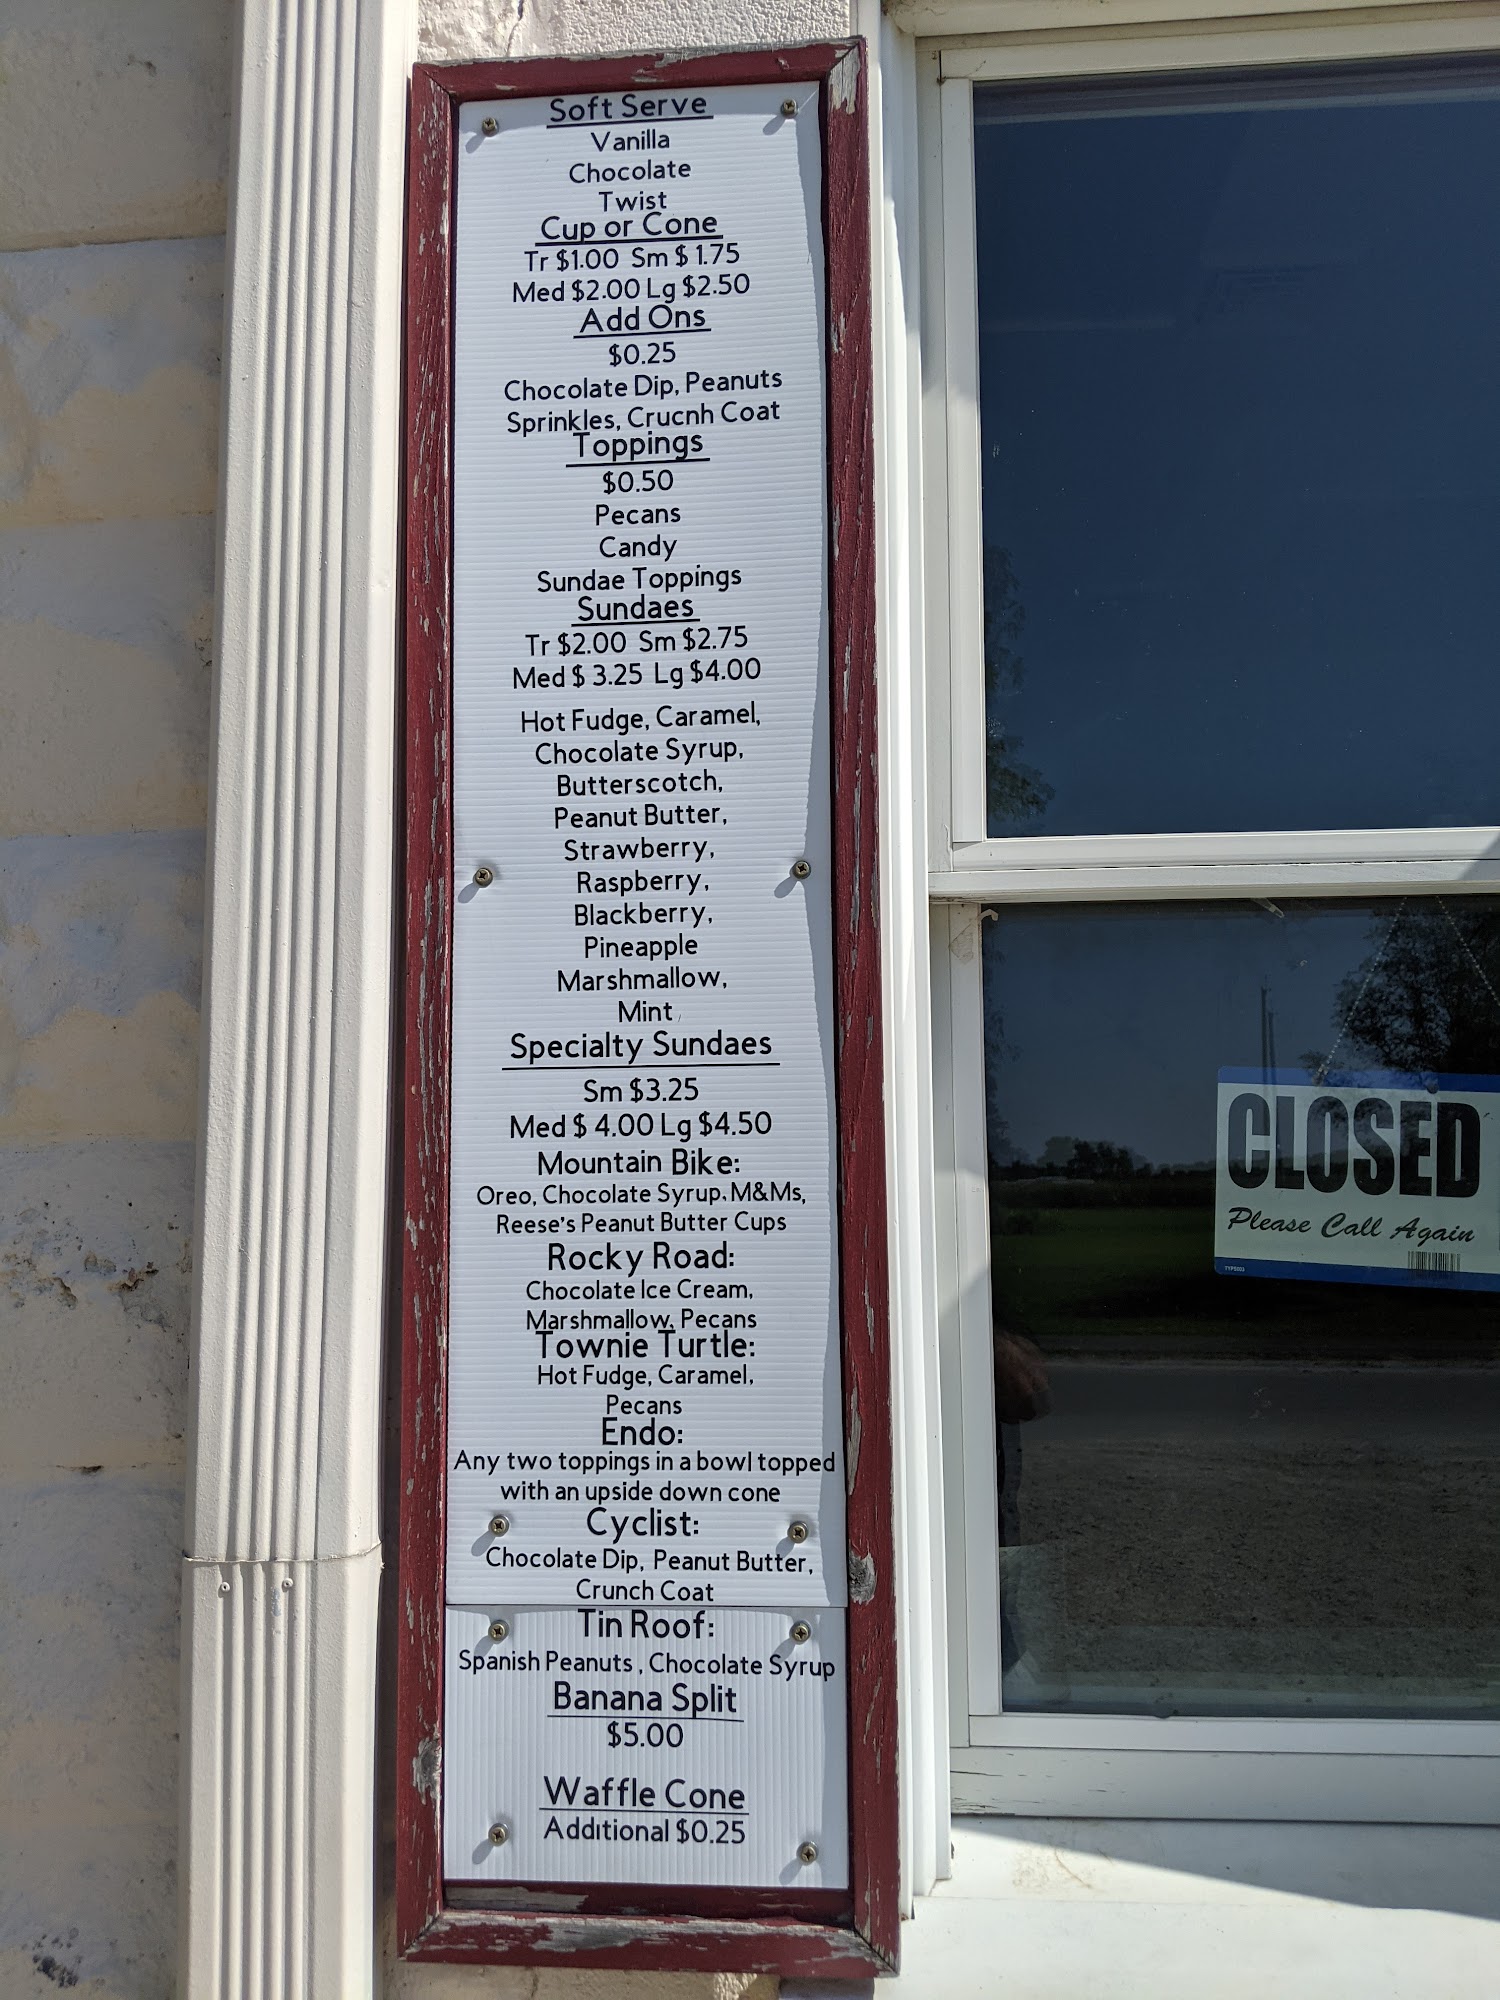 Soft Serve
Vanilla
Chocolate
Twist
Cup or Cone
Tr $1.00 Sm $ 1.75
Med $2.00 Lg $2.50
Add Ons
$0.25
Chocolate Dip, Peanuts
Sprinkles, Crucnh Coat
Toppings
$0.50
Pecans
Candy
Sundae Toppings
Sundaes
Tr $2.00 Sm $2.75
Med $ 3.25 Lg $4.00
Hot Fudge, Caramel,
Chocolate Syrup,
Butterscotch,
Peanut Butter,
Strawberry,
Raspberry,
Blackberry,
Pineapple
Marshmallow,
Mint
Specialty Sundaes
Sm $3.25
Med $ 4.00 Lg $4.50
Mountain Bike:
Oreo, Chocolate Syrup, M&Ms,
Reese's Peanut Butter Cups
Rocky Road:
Chocolate Ice Cream,
Marshmallow, Pecans
Townie Turtle:
Hot Fudge, Caramel,
Pecans
Endo:
Any two toppings in a bowl topped
with an upside down cone
Cyclist:
Chocolate Dip, Peanut Butter,
Crunch Coat
Tin Roof:
Spanish Peanuts , Chocolate Syrup
Banana Split
$5.00
Waffle Cone
Additional $0.25
CLOSED
Please Call Again